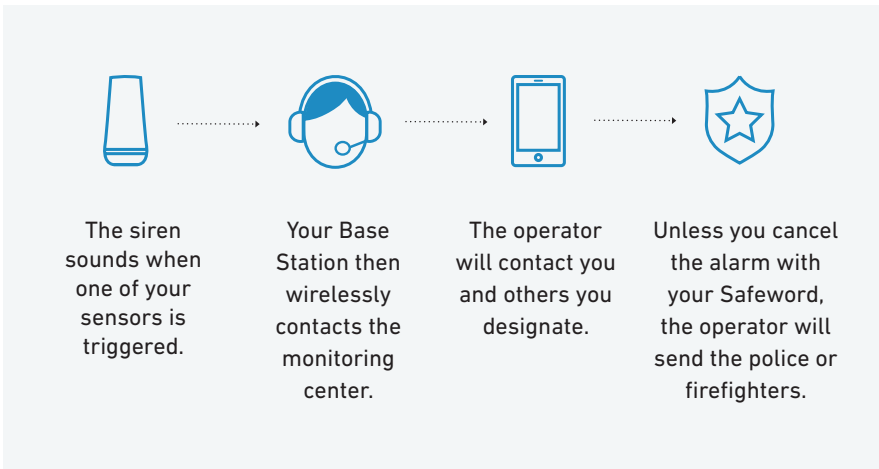 The siren
sounds when
one of your
sensors is
triggered.
Your Base
Station then
wirelessly
contacts the
monitoring
center.
The operator
will contact you
and others you
designate.
Unless you cancel
the alarm with
your Safeword,
the operator will
send the police or
firefighters.